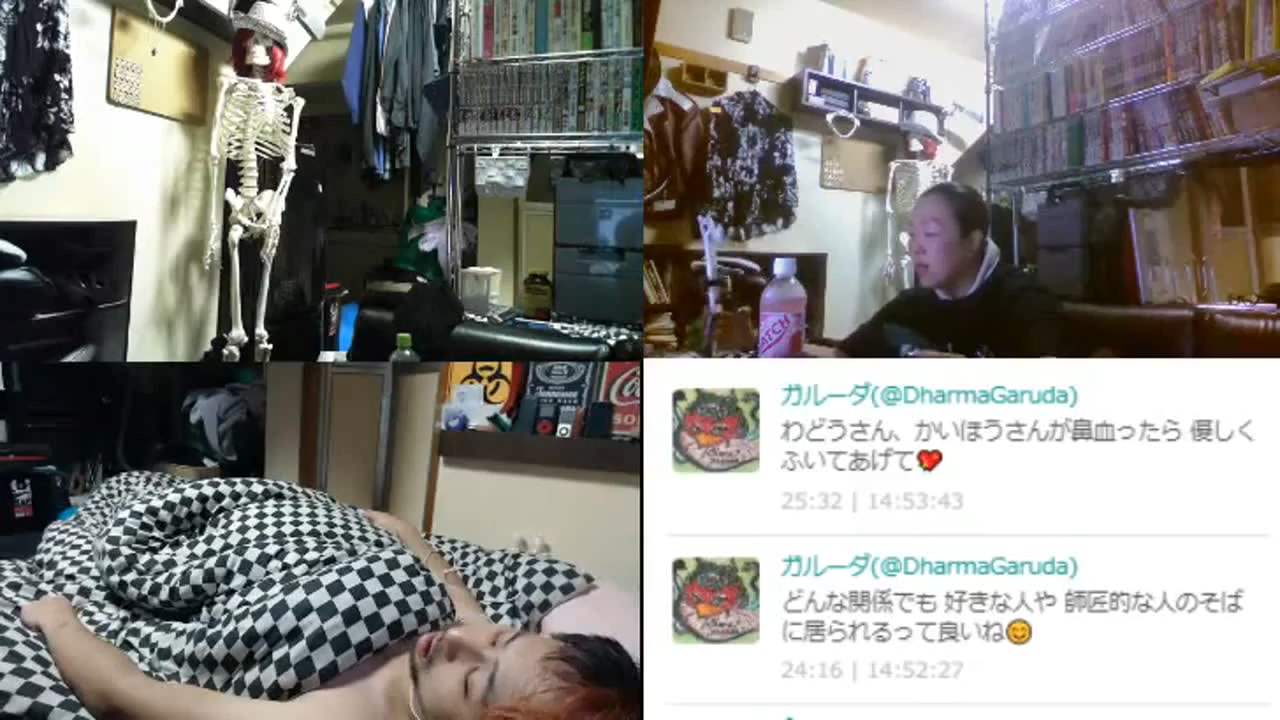 Tennessee
Coca
SO
ATCH
ガルーダ(@DharmaGaruda)
わどうさん、かいほうさんが鼻血ったら 優しく
ふいてあげて
25:32 | 14:53:43
ガルーダ(@DharmaGaruda)
どんな関係でも 好きな人や 師匠的な人のそば
に居られるって良いね
24:16 | 14:52:27